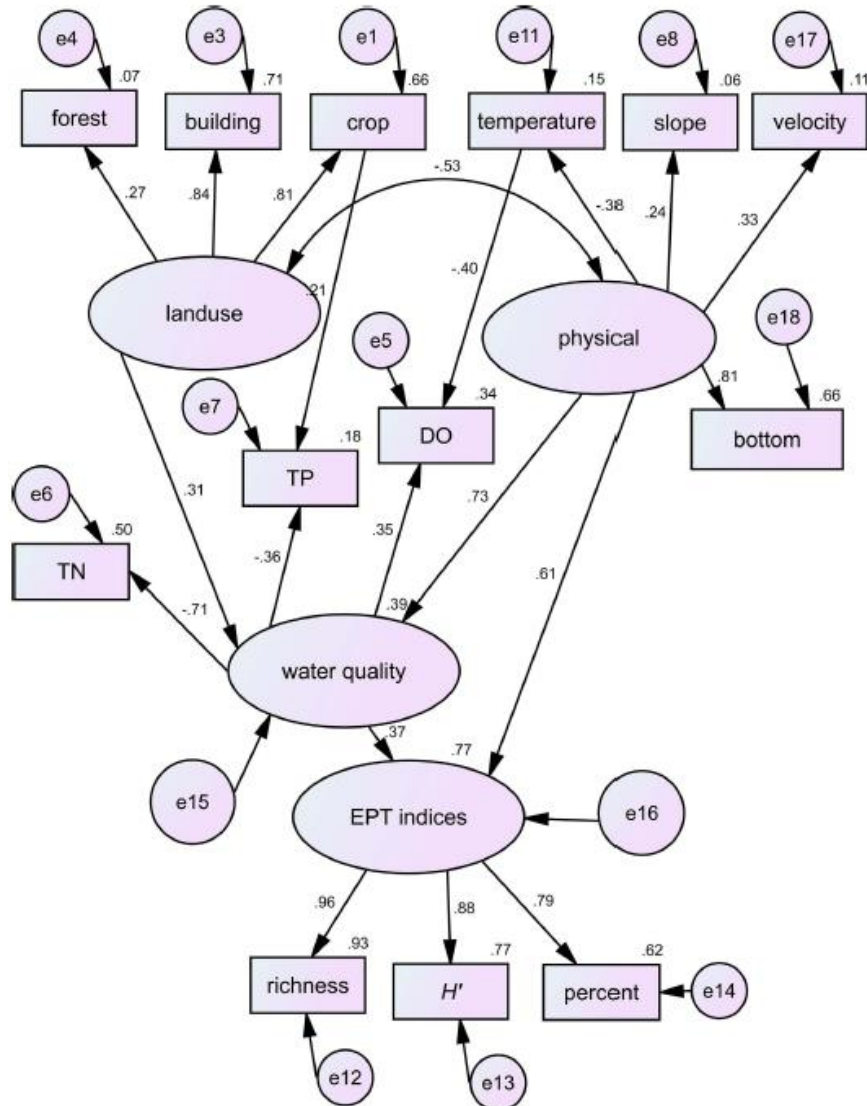 e4
e3
e1
e11
e8
e17
.07
.71
.66
.15
.06
.11
forest
building
crop
temperature
slope
velocity
-.53
.27
.84
.81
-.38
.24
.33
.21
-.40
landuse
physical
e18
e5
.81
.34
.66
e7
DO
bottom
.18
TP
.31
.73
e6
.35
.50
-.36
.61
TN
-.71
.39
water quality
.37
.77
e15
EPT indices
e16
.96
.88
.79
.93
.77
.62
richness
H'
percent
e14
e12
e13